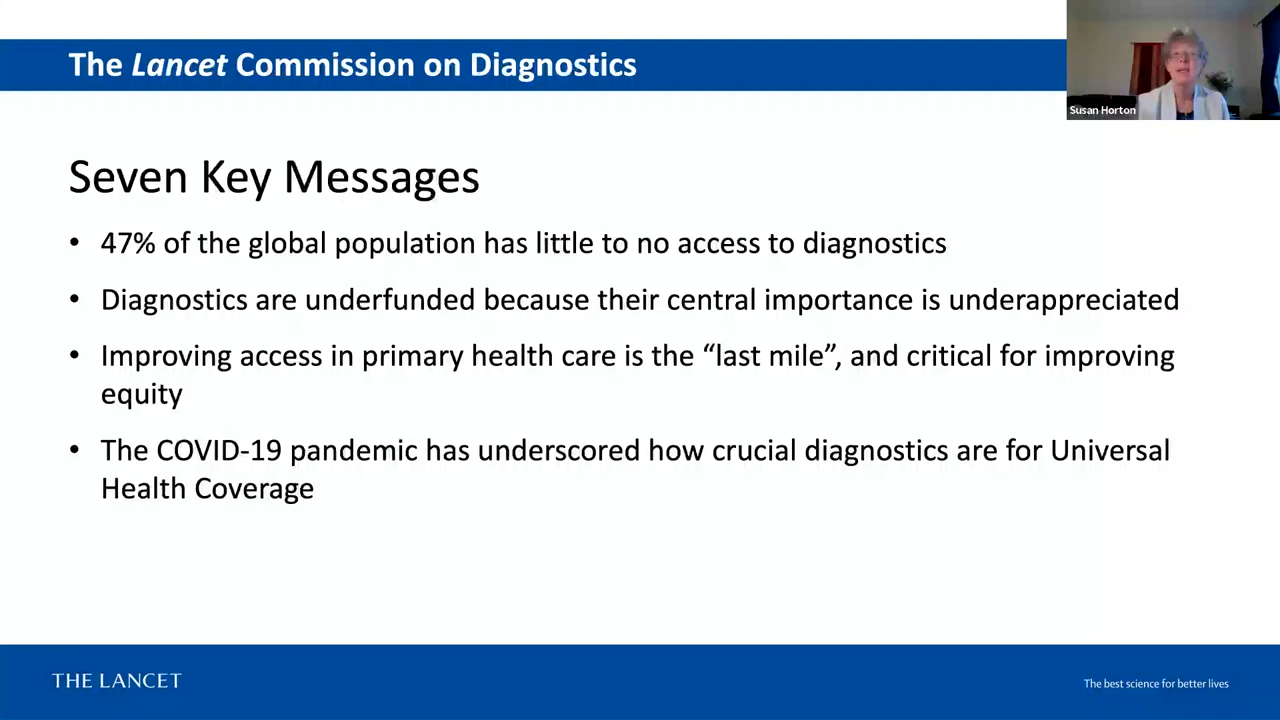 The Lancet Commission on Diagnostics
Susan Horton
Seven Key Messages
• 47% of the global population has little to no access to diagnostics
• Diagnostics are underfunded because their central importance is underappreciated
• Improving access in primary health care is the “last mile”, and critical for improving
equity
• The COVID-19 pandemic has underscored how crucial diagnostics are for Universal
Health Coverage
THE LANCET
The best science for better lives